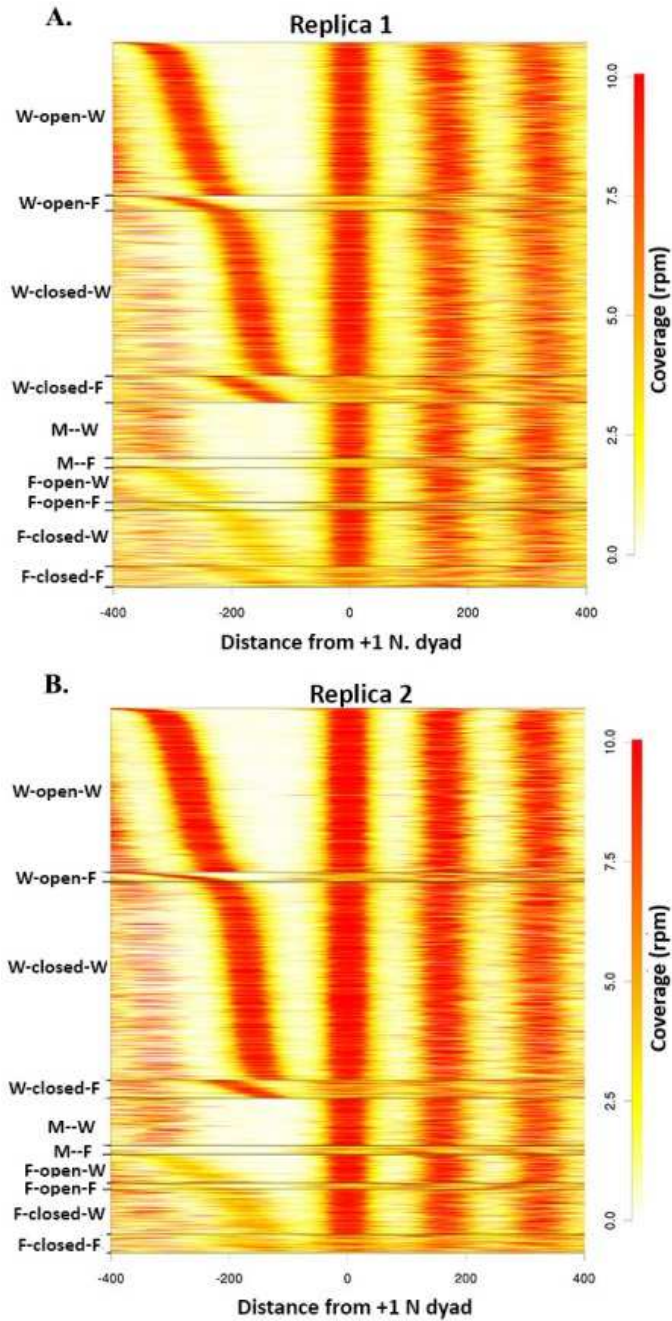 A.
Replica 1
W-open-W
W-open-F
W-closed-W
W-closed-F
M--W
M--F
F-open-W
F-open-F
F-closed-W
F-closed-F
-400 -200 0 200 400
Distance from +1 N. dyad
10.0
7.5
5.0
2.5
0.0
Coverage (rpm)
B.
Replica 2
W-open-W
W-open-F
W-closed-W
W-closed-F
M--W
M--F
F-open-W
F-open-F
F-closed-W
F-closed-F
-400 -200 0 200 400
Distance from +1 N dyad
10.0
7.5
5.0
2.5
0.0
Coverage (rpm)